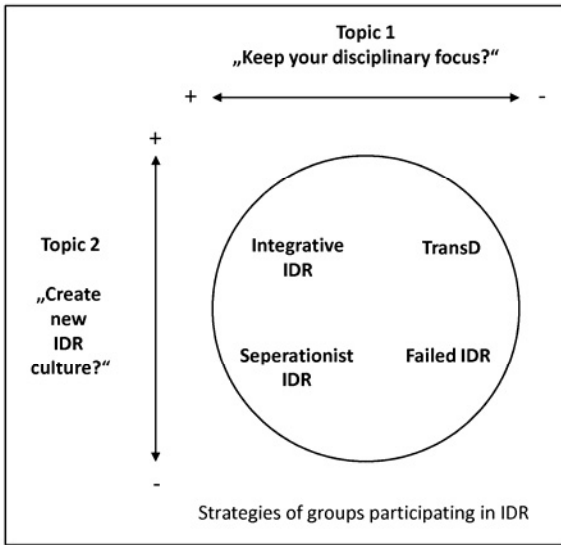 Topic 1
„Keep your disciplinary focus?“
+ -
+
Topic 2
„Create
new
IDR
culture?“
-
Integrative
IDR
TransD
Seperationist
IDR
Failed IDR
Strategies of groups participating in IDR